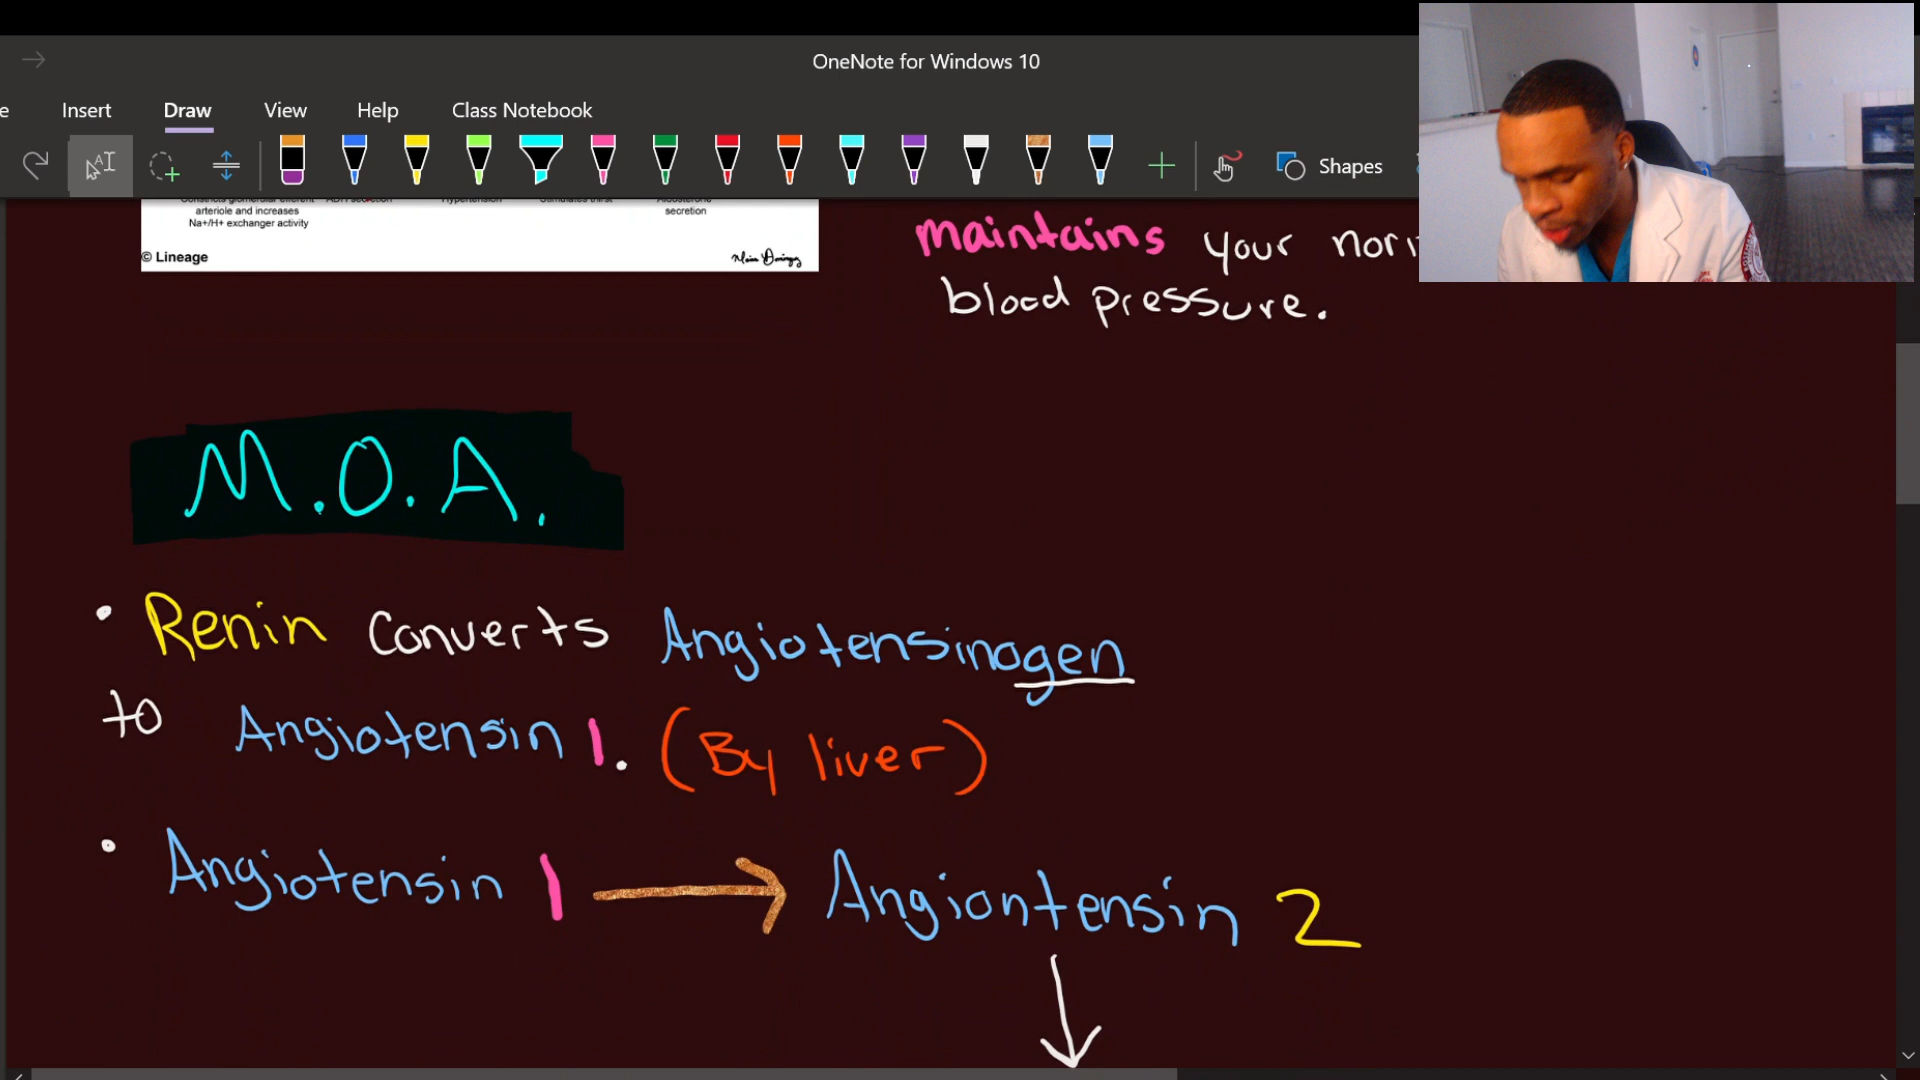 OneNote for Windows 10
Insert Draw View Help Class Notebook
Shapes
arteriole and increases
Na+/H+ exchanger activity
secretion
© Lineage
maintains your
blood pressure.
M.O.A.
• Renin converts Angiotensinogen
to Angiotensin 1. (By liver)
• Angiotensin 1 → Angiontensin 2